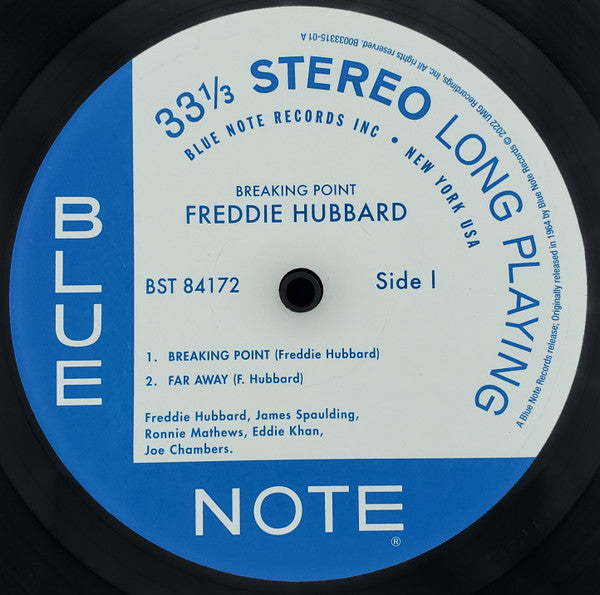 33⅓ STEREO LONG PLAYING
BLUE NOTE RECORDS INC • NEW YORK USA
BREAKING POINT
FREDDIE HUBBARD
BST 84172
Side 1
1. BREAKING POINT (Freddie Hubbard)
2. FAR AWAY (F. Hubbard)
Freddie Hubbard, James Spaulding,
Ronnie Mathews, Eddie Khan,
Joe Chambers.
BLUE
NOTE
®
A Blue Note Records release; Originally released in 1964 by Blue Note Records © 2022 UMG Recordings, Inc. All rights reserved. B0033315-01 A